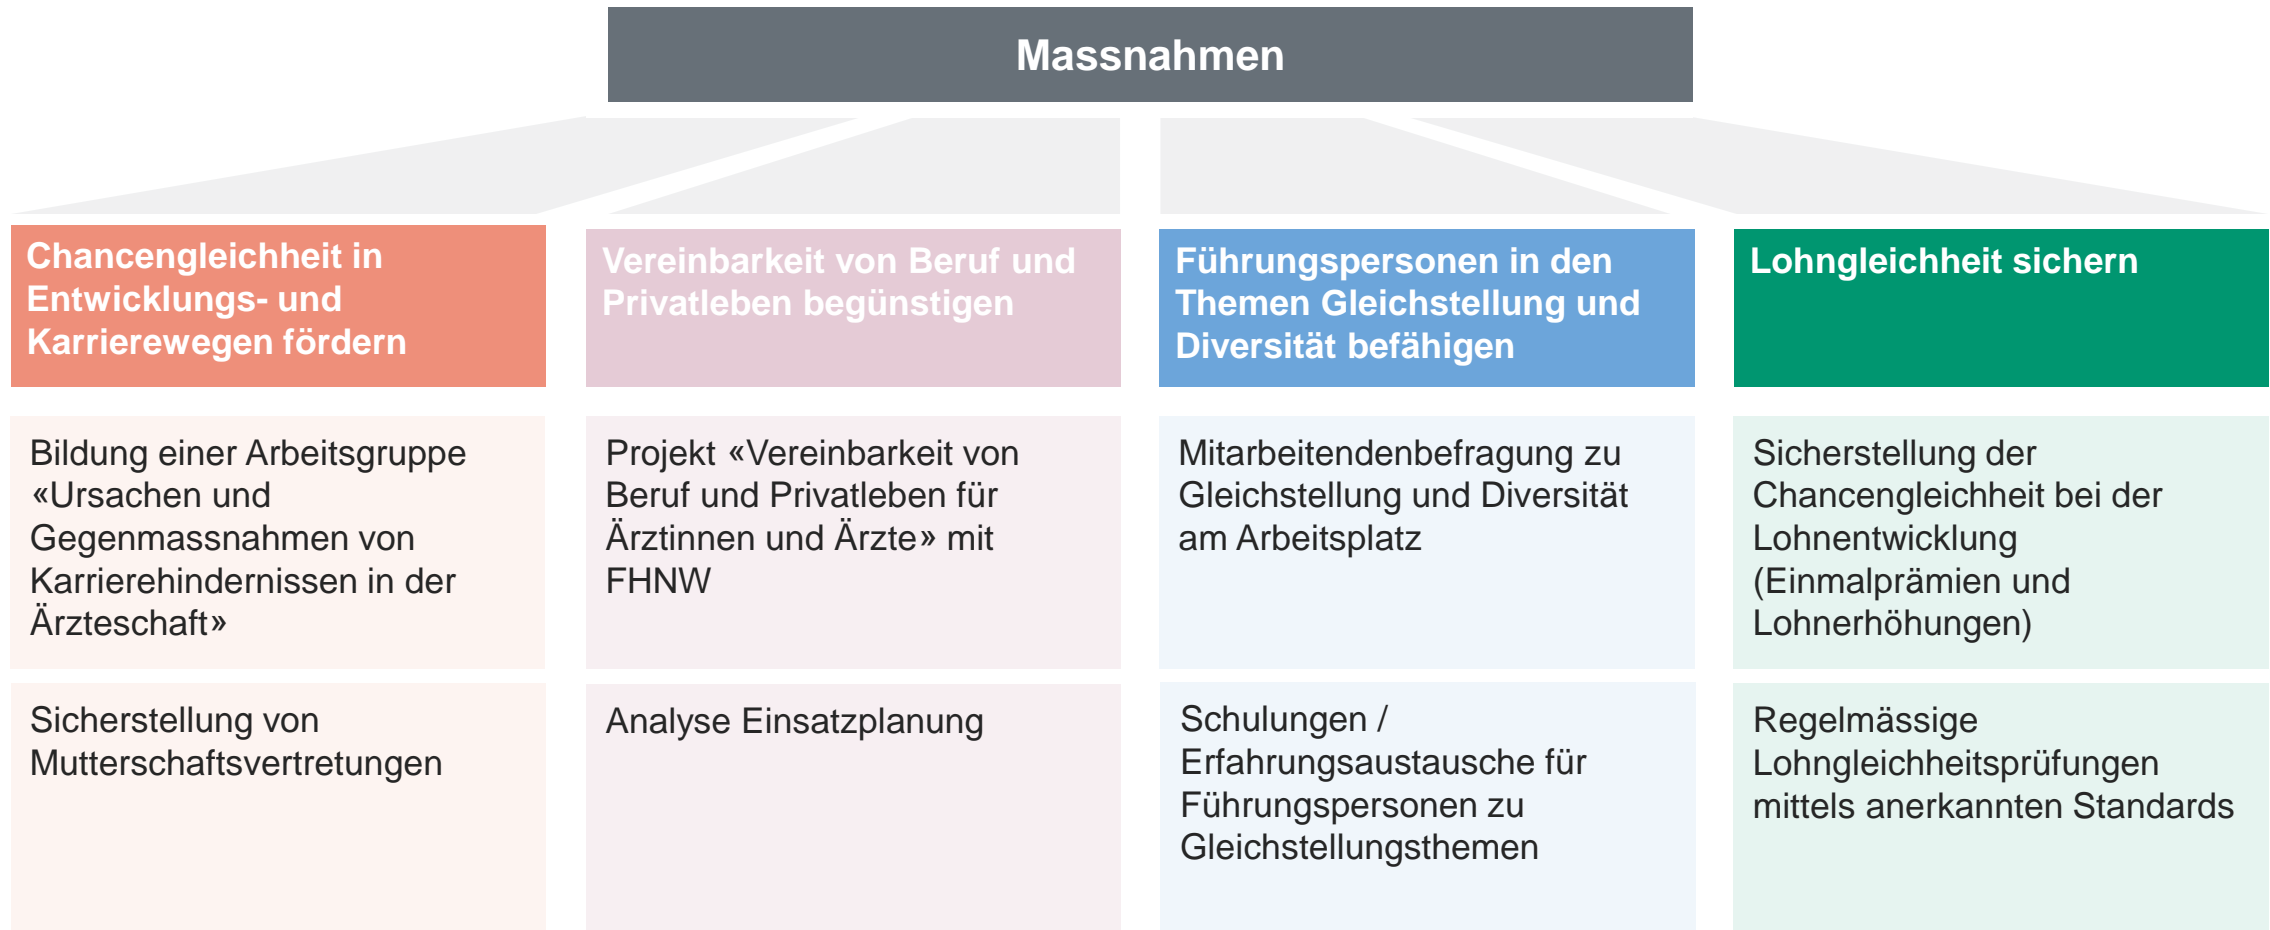 Massnahmen
Chancengleichheit in
Entwicklungs- und
Karrierewegen fördern
Vereinbarkeit von Beruf und
Privatleben begünstigen
Führungspersonen in den
Themen Gleichstellung und
Diversität befähigen
Lohngleichheit sichern
Bildung einer Arbeitsgruppe
«Ursachen und
Gegenmassnahmen von
Karrierehindernissen in der
Ärzteschaft»
Projekt «Vereinbarkeit von
Beruf und Privatleben für
Ärztinnen und Ärzte» mit
FHNW
Mitarbeitendenbefragung zu
Gleichstellung und Diversität
am Arbeitsplatz
Sicherstellung der
Chancengleichheit bei der
Lohnentwicklung
(Einmalprämien und
Lohnerhöhungen)
Sicherstellung von
Mutterschaftsvertretungen
Analyse Einsatzplanung
Schulungen /
Erfahrungsaustausche für
Führungspersonen zu
Gleichstellungsthemen
Regelmässige
Lohngleichheitsprüfungen
mittels anerkannten Standards